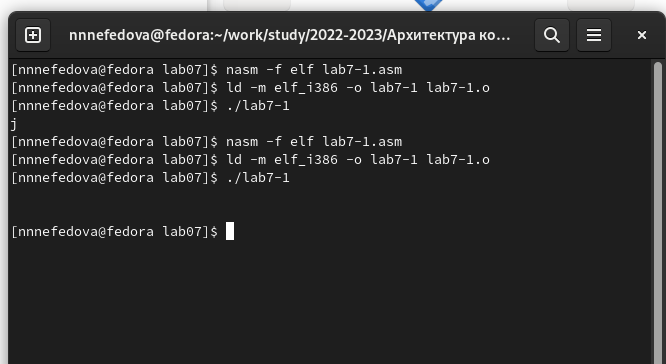 nnnefedova@fedora:~/work/study/2022-2023/Архитектура ко...
[nnnefedova@fedora lab07]$ nasm -f elf lab7-1.asm
[nnnefedova@fedora lab07]$ ld -m elf_i386 -o lab7-1 lab7-1.o
[nnnefedova@fedora lab07]$ ./lab7-1
j
[nnnefedova@fedora lab07]$ nasm -f elf lab7-1.asm
[nnnefedova@fedora lab07]$ ld -m elf_i386 -o lab7-1 lab7-1.o
[nnnefedova@fedora lab07]$ ./lab7-1
[nnnefedova@fedora lab07]$